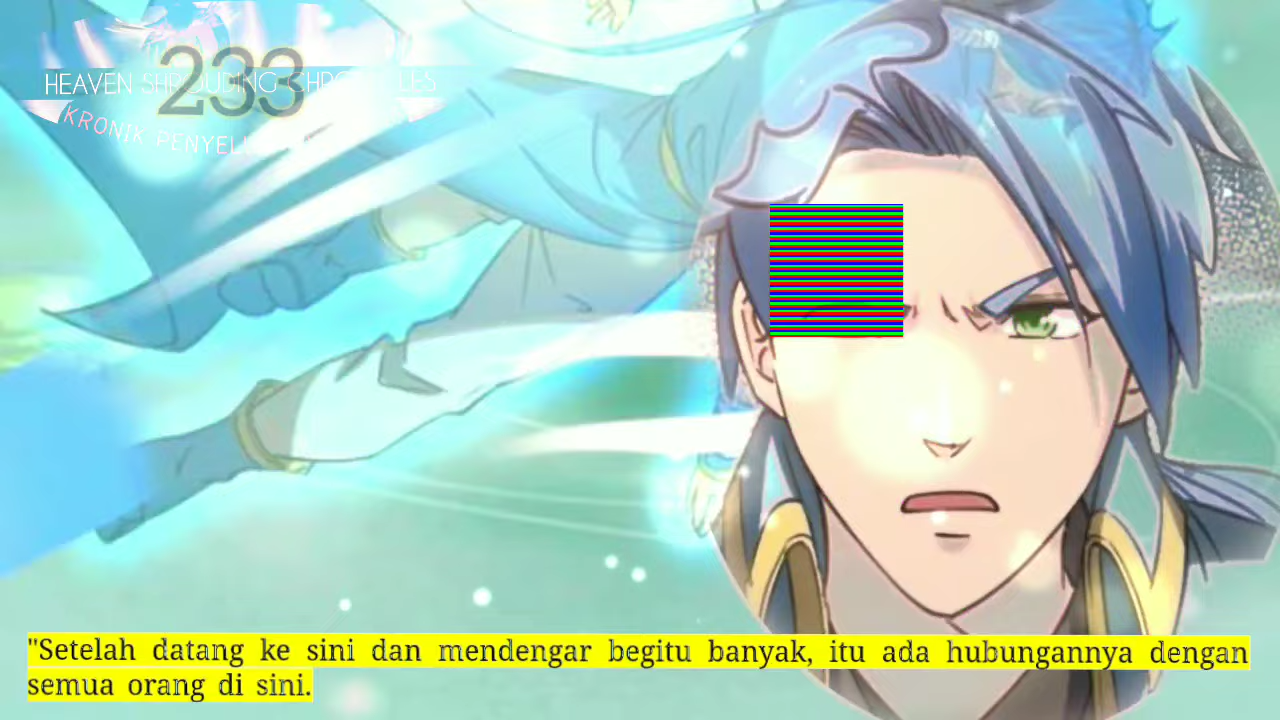 233
HEAVEN SHROUDING CHRONICLES
KRONIK
"Setelah datang ke sini dan mendengar begitu banyak, itu ada hubungannya dengan
semua orang di sini.